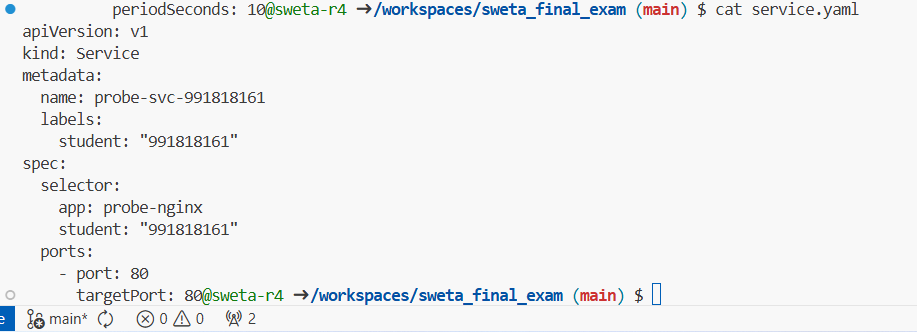 periodSeconds: 10@sweta-r4 →/workspaces/sweta_final_exam (main) $ cat service.yaml
apiVersion: v1
kind: Service
metadata:
  name: probe-svc-991818161
  labels:
    student: "991818161"
spec:
  selector:
    app: probe-nginx
    student: "991818161"
  ports:
    - port: 80
      targetPort: 80@sweta-r4 →/workspaces/sweta_final_exam (main) $
e main* 0 0 2